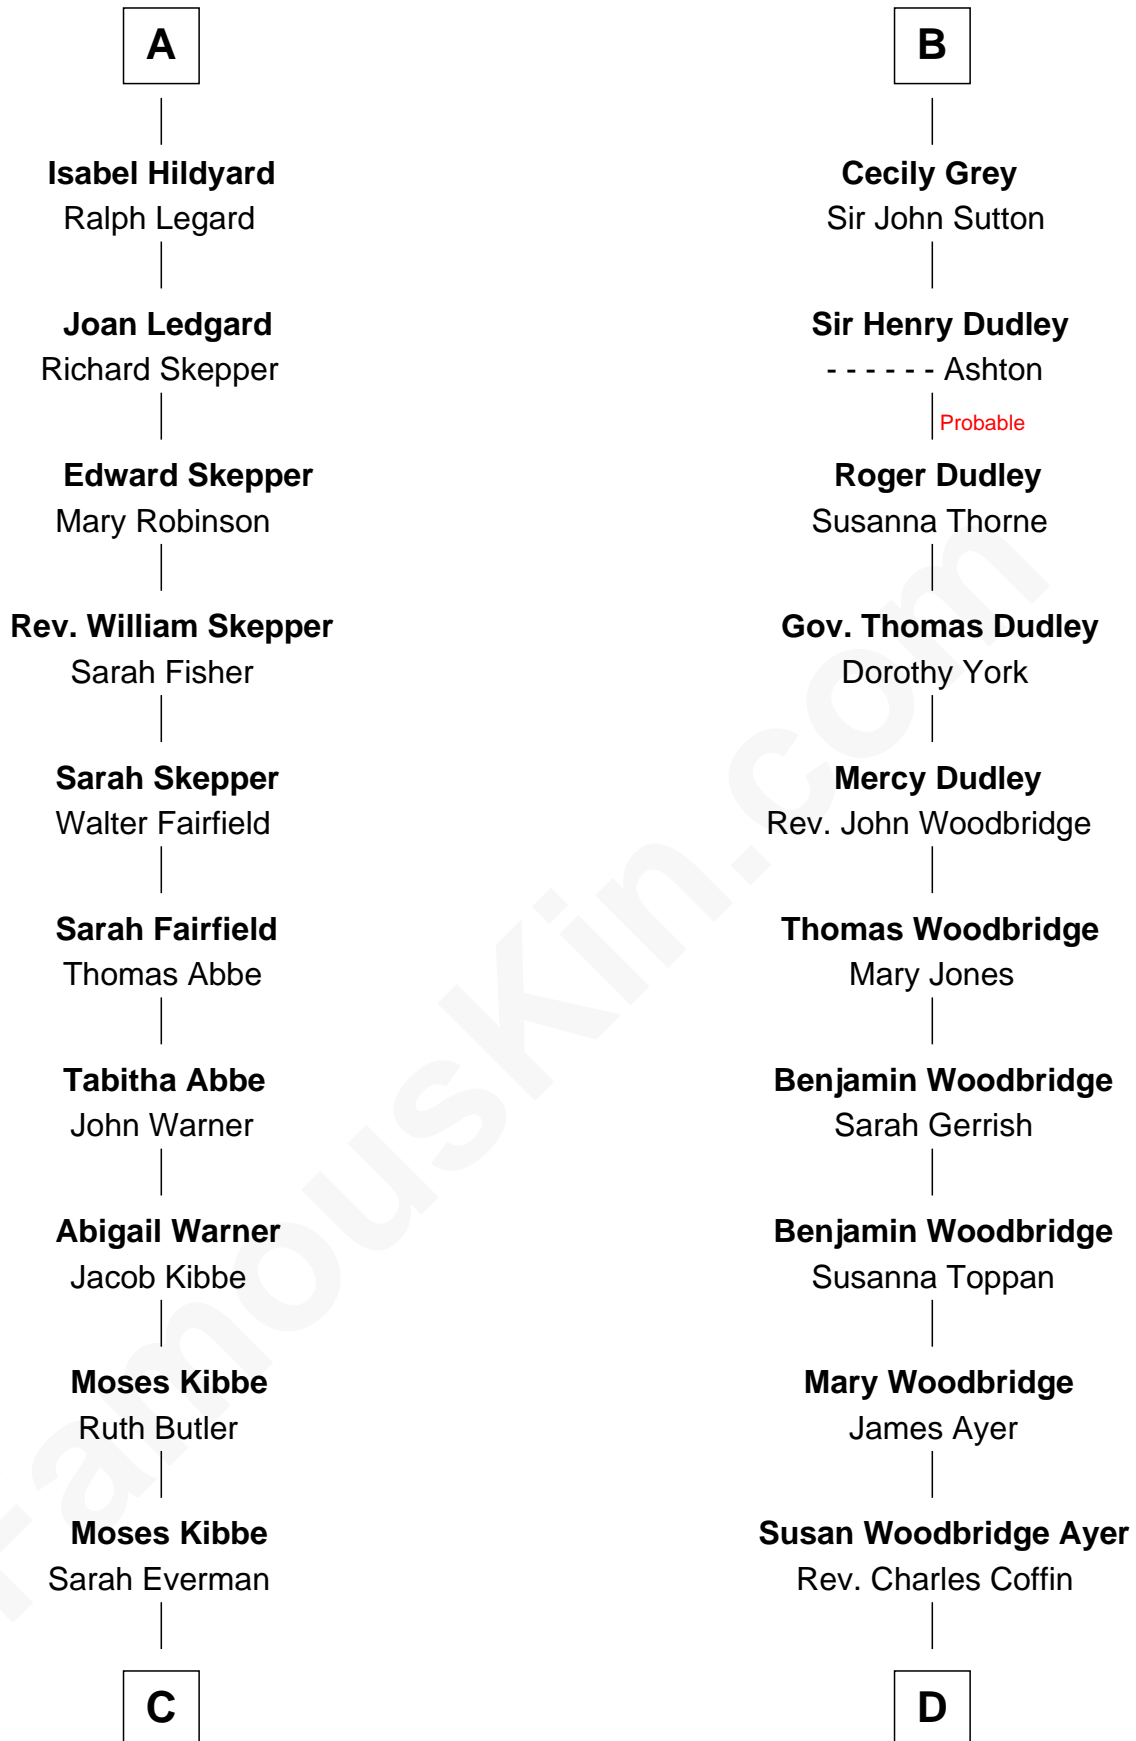 A
Isabel Hildyard
Ralph Legard
Joan Ledgard
Richard Skepper
Edward Skepper
Mary Robinson
Rev. William Skepper
Sarah Fisher
Sarah Skepper
Walter Fairfield
Sarah Fairfield
Thomas Abbe
Tabitha Abbe
John Warner
Abigail Warner
Jacob Kibbe
Moses Kibbe
Ruth Butler
Moses Kibbe
Sarah Everman
C
B
Cecily Grey
Sir John Sutton
Sir Henry Dudley
- - - - - - Ashton
Probable
Roger Dudley
Susanna Thorne
Gov. Thomas Dudley
Dorothy York
Mercy Dudley
Rev. John Woodbridge
Thomas Woodbridge
Mary Jones
Benjamin Woodbridge
Sarah Gerrish
Benjamin Woodbridge
Susanna Toppan
Mary Woodbridge
James Ayer
Susan Woodbridge Ayer
Rev. Charles Coffin
D
FamousKin.com